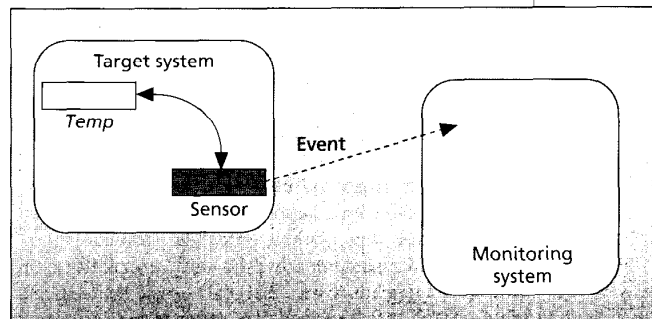 Target system
Temp
Event
Sensor
Monitoring
system